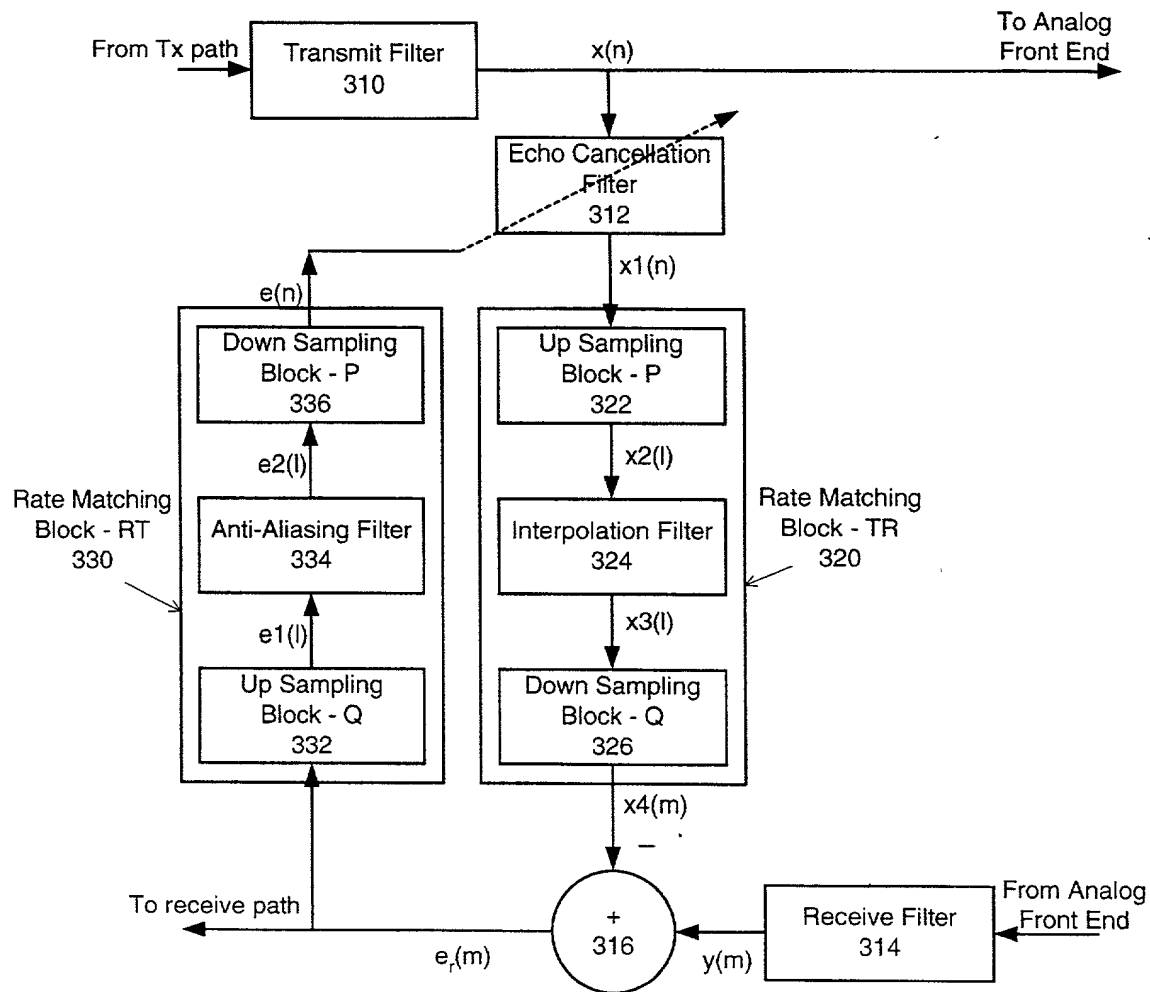 From Tx path
Transmit Filter
310
x(n)
To Analog
Front End
Echo Cancellation
Filter
312
x1(n)
e(n)
Down Sampling
Block - P
336
Up Sampling
Block - P
322
e2(l)
x2(l)
Rate Matching
Block - RT
330
Anti-Aliasing Filter
334
Interpolation Filter
324
Rate Matching
Block - TR
320
e1(l)
x3(l)
Up Sampling
Block - Q
332
Down Sampling
Block - Q
326
x4(m)
–
To receive path
e_r(m)
+
316
y(m)
Receive Filter
314
From Analog
Front End